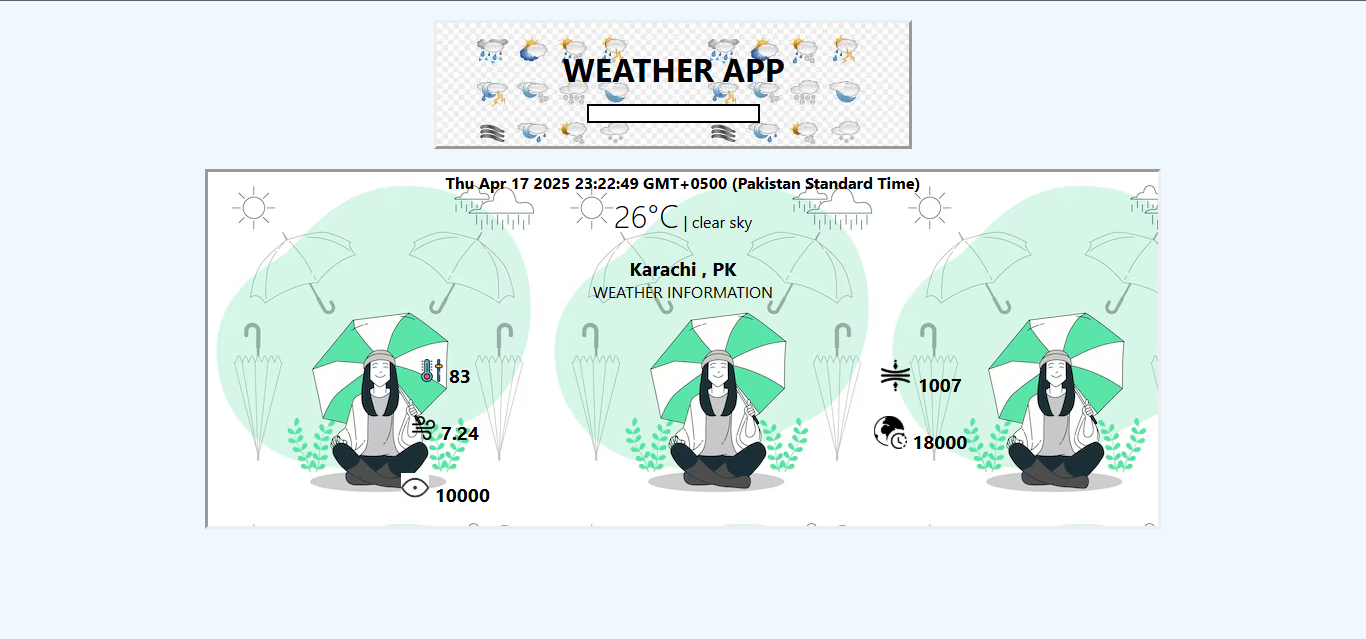 WEATHER APP
Thu Apr 17 2025 23:22:49 GMT+0500 (Pakistan Standard Time)
26°C | clear sky
Karachi , PK
WEATHER INFORMATION
83
1007
7.24
18000
10000